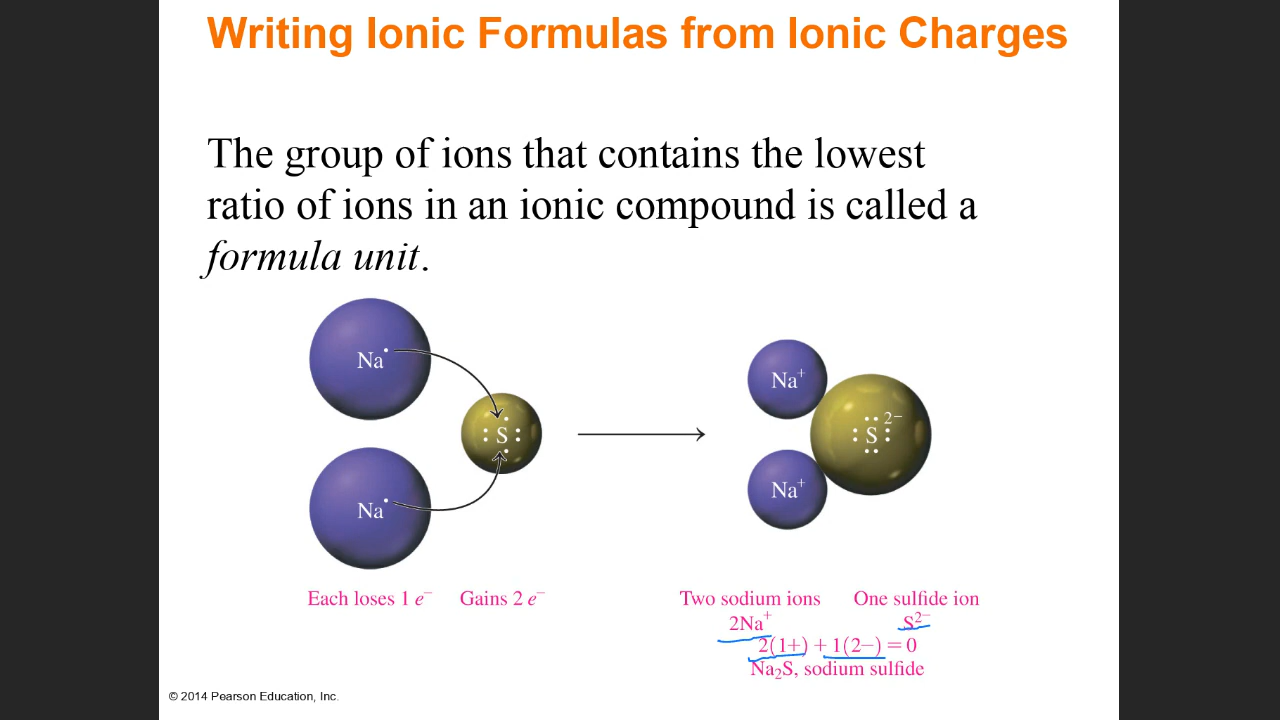 Writing Ionic Formulas from Ionic Charges
The group of ions that contains the lowest
ratio of ions in an ionic compound is called a
formula unit.
Na•
Na•
:S:
Na⁺
Na⁺
:S:²⁻
Each loses 1 e⁻
Gains 2 e⁻
Two sodium ions
One sulfide ion
2Na⁺
S²⁻
2(1+) + 1(2−) = 0
Na₂S, sodium sulfide
© 2014 Pearson Education, Inc.